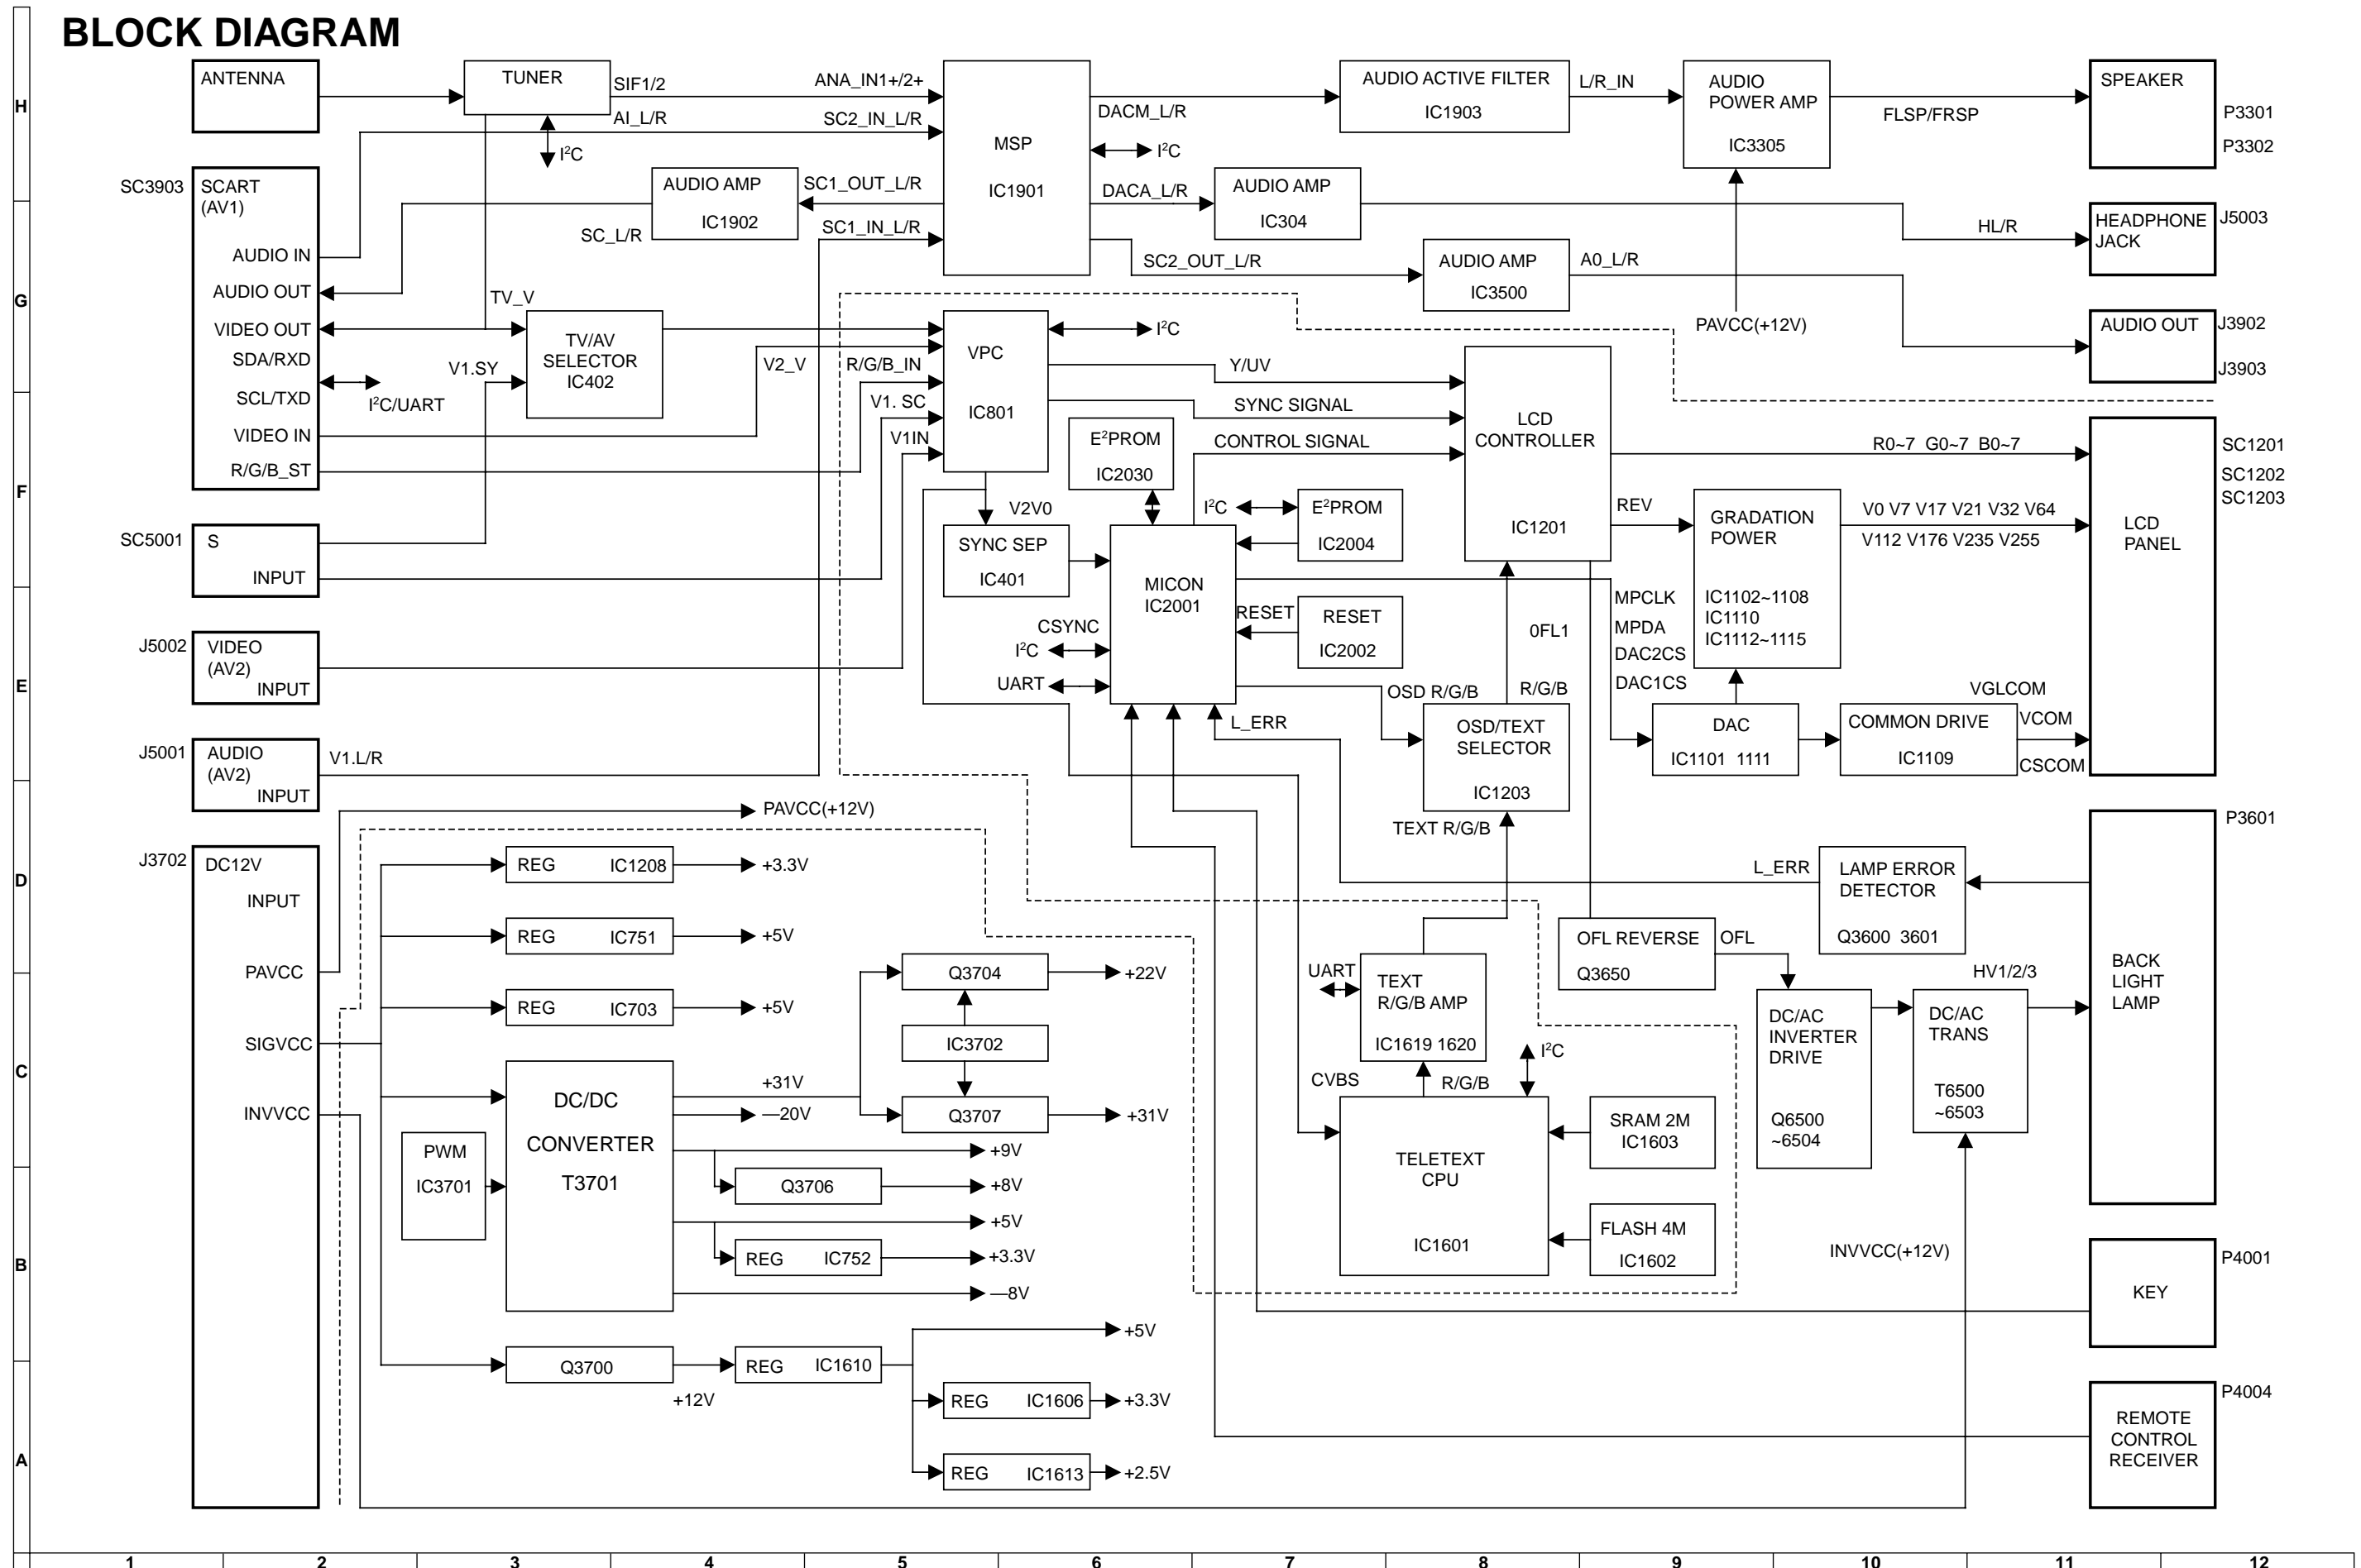 BLOCK DIAGRAM
H
G
F
E
D
C
B
A
1 2 3 4 5 6 7 8 9 10 11 12
ANTENNA
TUNER
SIF1/2
ANA_IN1+/2+
AI_L/R
SC2_IN_L/R
I²C
MSP
IC1901
I²C
DACM_L/R
AUDIO ACTIVE FILTER
IC1903
L/R_IN
AUDIO
POWER AMP
IC3305
FLSP/FRSP
SPEAKER
P3301
P3302
SC3903
SCART
(AV1)
AUDIO IN
AUDIO OUT
VIDEO OUT
SDA/RXD
SCL/TXD
VIDEO IN
R/G/B_ST
I²C/UART
AUDIO AMP
IC1902
SC_L/R
SC1_OUT_L/R
SC1_IN_L/R
DACA_L/R
AUDIO AMP
IC304
SC2_OUT_L/R
AUDIO AMP
IC3500
A0_L/R
PAVCC(+12V)
HL/R
HEADPHONE
JACK
J5003
AUDIO OUT
J3902
J3903
TV_V
V1.SY
TV/AV
SELECTOR
IC402
V2_V
R/G/B_IN
V1. SC
V1IN
VPC
IC801
I²C
Y/UV
SYNC SIGNAL
CONTROL SIGNAL
LCD
CONTROLLER
IC1201
R0~7 G0~7 B0~7
SC1201
SC1202
SC1203
LCD
PANEL
E²PROM
IC2030
V2V0
SYNC SEP
IC401
I²C
E²PROM
IC2004
MICON
IC2001
CSYNC
I²C
UART
RESET
RESET
IC2002
REV
GRADATION
POWER
IC1102~1108
IC1110
IC1112~1115
V0 V7 V17 V21 V32 V64
V112 V176 V235 V255
SC5001
S
INPUT
J5002
VIDEO
(AV2)
INPUT
J5001
AUDIO
(AV2)
INPUT
V1.L/R
MPCLK
MPDA
DAC2CS
DAC1CS
0FL1
R/G/B
OSD R/G/B
L_ERR
OSD/TEXT
SELECTOR
IC1203
TEXT R/G/B
DAC
IC1101 1111
COMMON DRIVE
IC1109
VGLCOM
VCOM
CSCOM
PAVCC(+12V)
J3702
DC12V
INPUT
PAVCC
SIGVCC
INVVCC
REG IC1208
+3.3V
REG IC751
+5V
REG IC703
+5V
DC/DC
CONVERTER
T3701
PWM
IC3701
+31V
—20V
Q3704
+22V
IC3702
Q3707
+31V
+9V
Q3706
+8V
+5V
REG IC752
+3.3V
—8V
Q3700
+12V
REG IC1610
+5V
REG IC1606
+3.3V
REG IC1613
+2.5V
L_ERR
LAMP ERROR
DETECTOR
Q3600 3601
P3601
BACK
LIGHT
LAMP
OFL REVERSE
Q3650
OFL
UART
TEXT
R/G/B AMP
IC1619 1620
CVBS
R/G/B
I²C
TELETEXT
CPU
IC1601
SRAM 2M
IC1603
FLASH 4M
IC1602
DC/AC
INVERTER
DRIVE
Q6500
~6504
DC/AC
TRANS
T6500
~6503
HV1/2/3
INVVCC(+12V)
KEY
P4001
REMOTE
CONTROL
RECEIVER
P4004